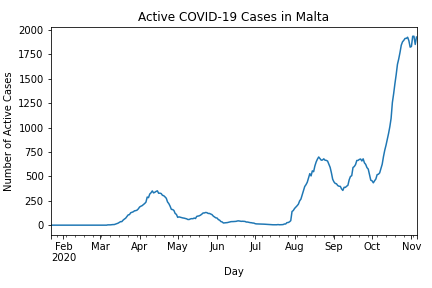 Active COVID-19 Cases in Malta
Number of Active Cases
2000
1750
1500
1250
1000
750
500
250
0
Feb Mar Apr May Jun Jul Aug Sep Oct Nov
2020
Day